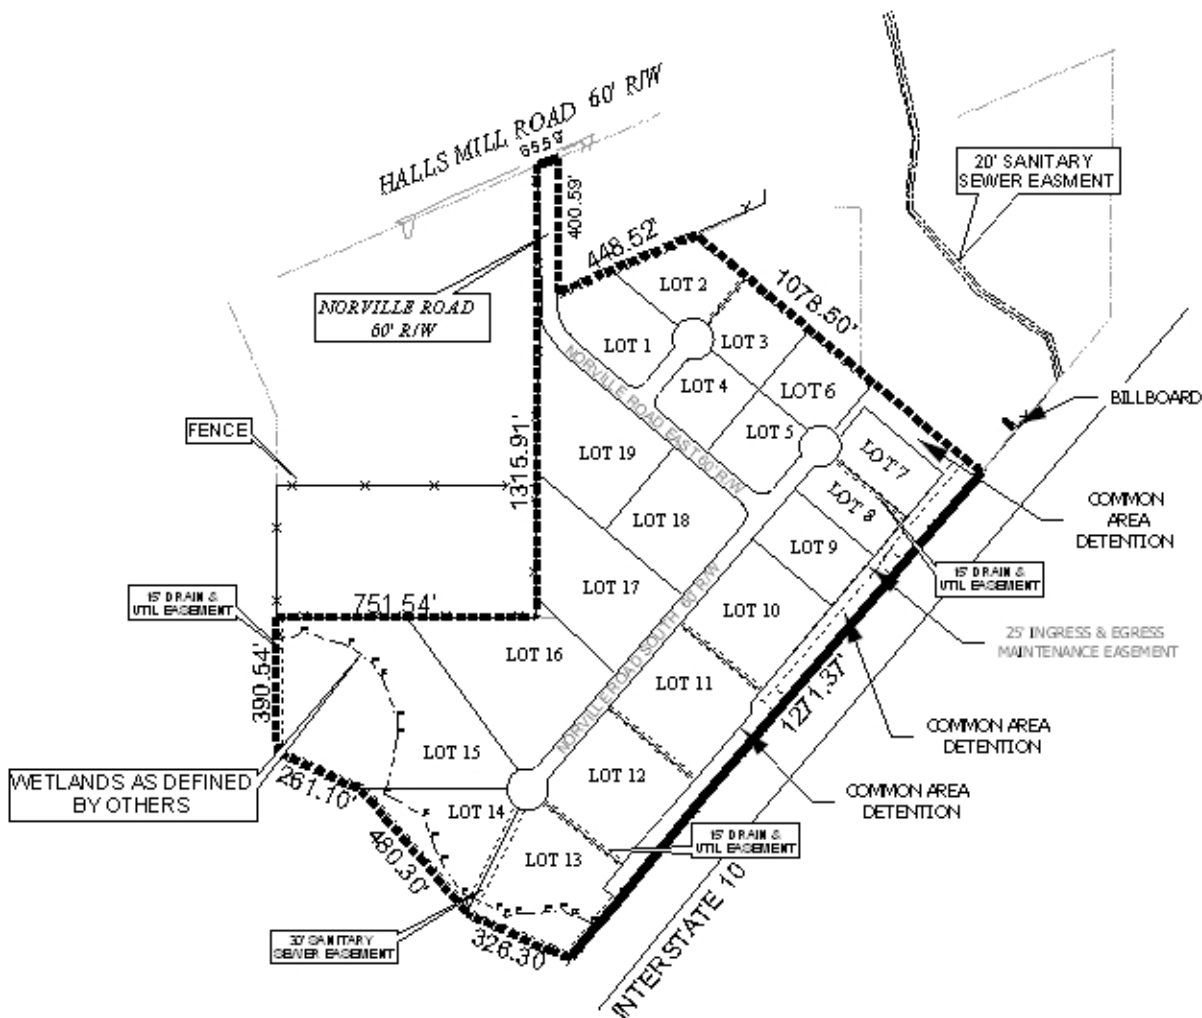 HALLS MILL ROAD 60' R/W
400.59'
20' SANITARY
SEWER EASMENT
448.52'
1078.50'
NORVILLE ROAD
60' R/W
LOT 2
LOT 1
LOT 3
LOT 4
LOT 6
LOT 5
BILLBOARD
NORVILLE ROAD EAST 60' R/W
FENCE
1315.91'
LOT 19
LOT 7
LOT 8
LOT 18
COMMON
AREA
DETENTION
LOT 9
15' DRAIN &
UTIL EASEMENT
15' DRAIN &
UTIL EASEMENT
751.54'
LOT 17
LOT 10
25' INGRESS & EGRESS
MAINTENANCE EASEMENT
NORVILLE ROAD SOUTH 60' R/W
LOT 16
390.54'
LOT 11
1271.37'
COMMON AREA
DETENTION
LOT 15
WETLANDS AS DEFINED
BY OTHERS
261.10'
LOT 12
COMMON AREA
DETENTION
LOT 14
480.30'
15' DRAIN &
UTIL EASEMENT
LOT 13
30' SANITARY
SEWER EASEMENT
326.30'
INTERSTATE 10